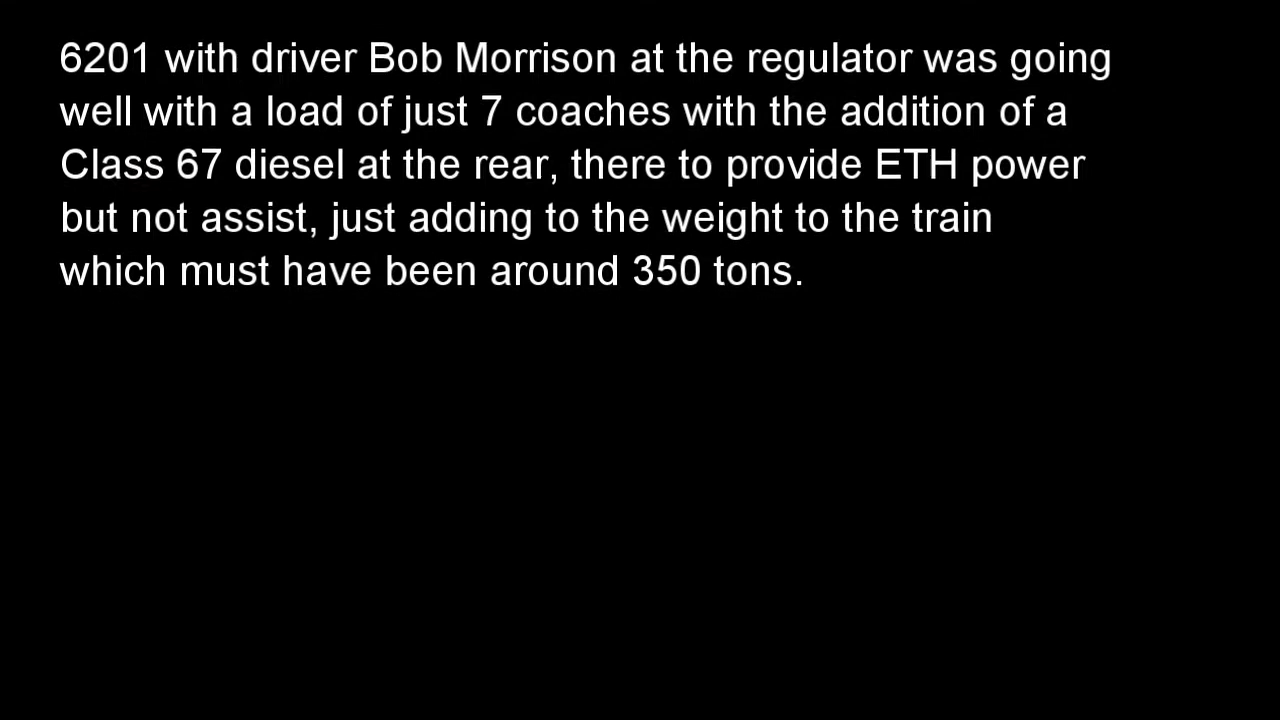 6201 with driver Bob Morrison at the regulator was going
well with a load of just 7 coaches with the addition of a
Class 67 diesel at the rear, there to provide ETH power
but not assist, just adding to the weight to the train
which must have been around 350 tons.